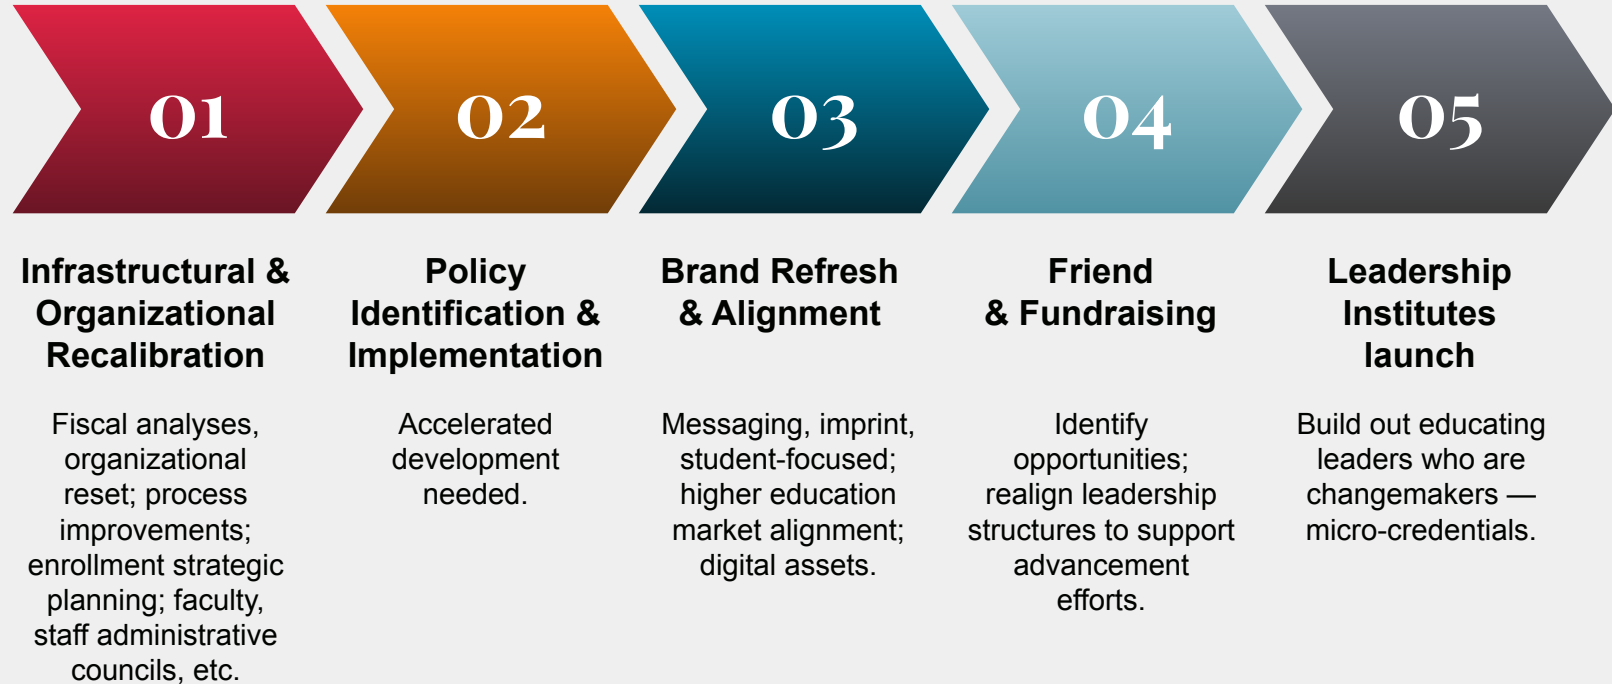 01
02
03
04
05
Infrastructural &
Organizational
Recalibration
Fiscal analyses,
organizational
reset; process
improvements;
enrollment strategic
planning; faculty,
staff administrative
councils, etc.
Policy
Identification &
Implementation
Accelerated
development
needed.
Brand Refresh
& Alignment
Messaging, imprint,
student-focused;
higher education
market alignment;
digital assets.
Friend
& Fundraising
Identify
opportunities;
realign leadership
structures to support
advancement
efforts.
Leadership
Institutes
launch
Build out educating
leaders who are
changemakers —
micro-credentials.